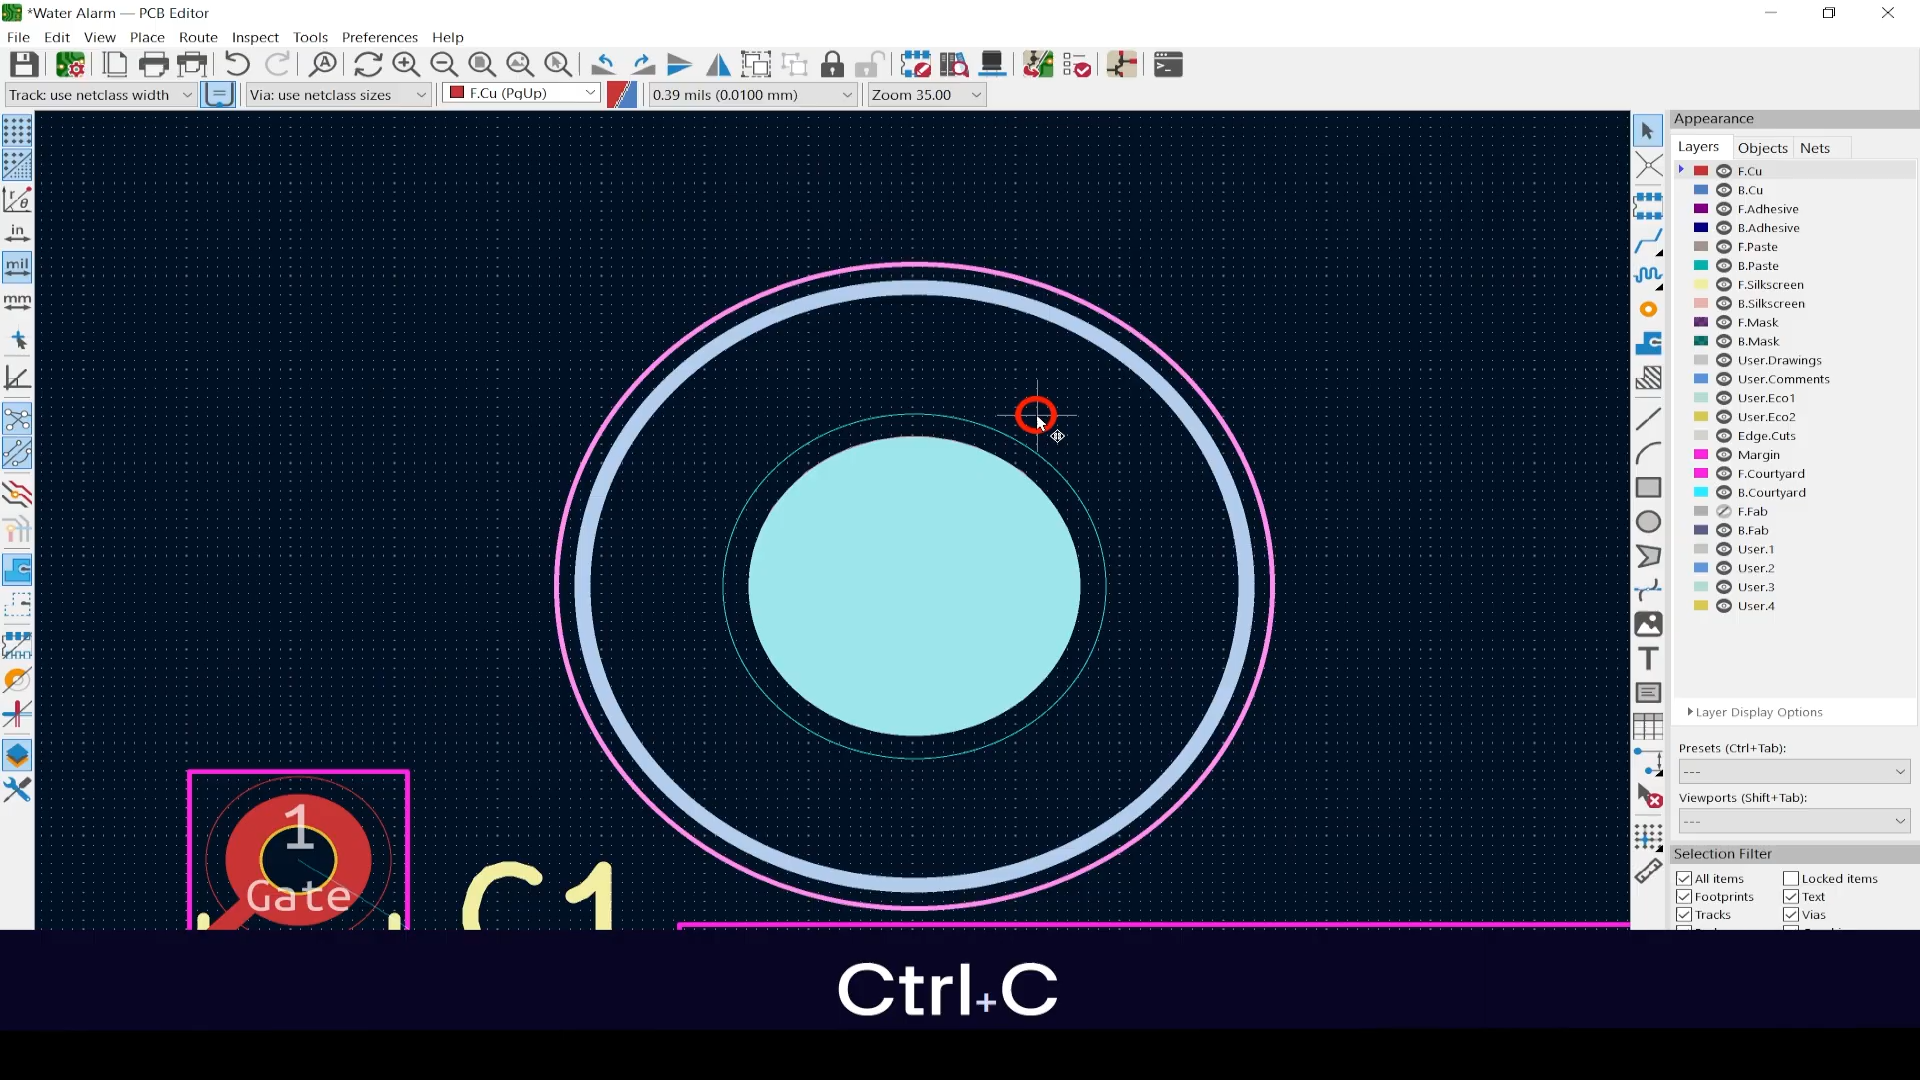 *Water Alarm — PCB Editor
File Edit View Place Route Inspect Tools Preferences Help
Track: use netclass width
Via: use netclass sizes
F.Cu (PgUp)
0.39 mils (0.0100 mm)
Zoom 35.00
in
mil
mm
Appearance
Layers Objects Nets
F.Cu
B.Cu
F.Adhesive
B.Adhesive
F.Paste
B.Paste
F.Silkscreen
B.Silkscreen
F.Mask
B.Mask
User.Drawings
User.Comments
User.Eco1
User.Eco2
Edge.Cuts
Margin
F.Courtyard
B.Courtyard
F.Fab
B.Fab
User.1
User.2
User.3
User.4
Layer Display Options
Presets (Ctrl+Tab):
---
Viewports (Shift+Tab):
---
Selection Filter
All items Locked items
Footprints Text
Tracks Vias
1
Gate
C1
Ctrl+C